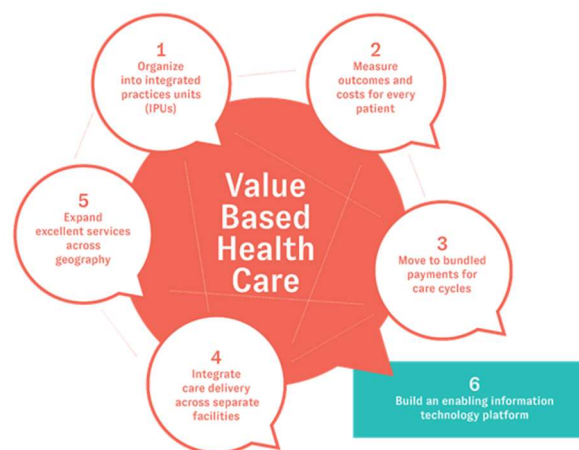 1
Organize
into integrated
practices units
(IPUs)
2
Measure
outcomes and
costs for every
patient
Value
Based
Health
Care
5
Expand
excellent services
across
geography
3
Move to bundled
payments for
care cycles
4
Integrate
care delivery
across separate
facilities
6
Build an enabling information
technology platform